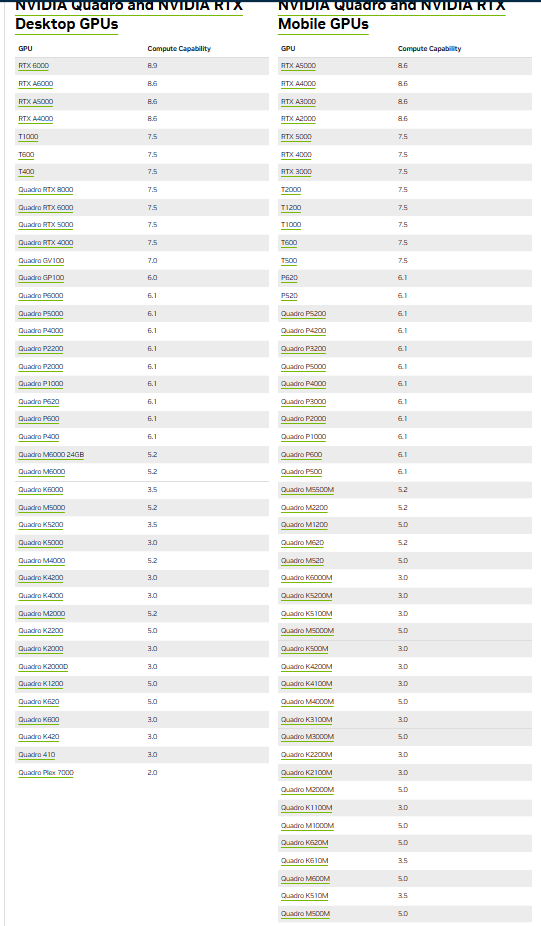 NVIDIA Quadro and NVIDIA RTX
Desktop GPUs
GPU Compute Capability
RTX 6000 8.9
RTX A6000 8.6
RTX A5000 8.6
RTX A4000 8.6
T1000 7.5
T600 7.5
T400 7.5
Quadro RTX 8000 7.5
Quadro RTX 6000 7.5
Quadro RTX 5000 7.5
Quadro RTX 4000 7.5
Quadro GV100 7.0
Quadro GP100 6.0
Quadro P6000 6.1
Quadro P5000 6.1
Quadro P4000 6.1
Quadro P2200 6.1
Quadro P2000 6.1
Quadro P1000 6.1
Quadro P620 6.1
Quadro P600 6.1
Quadro P400 6.1
Quadro M6000 24GB 5.2
Quadro M6000 5.2
Quadro K6000 3.5
Quadro M5000 5.2
Quadro K5200 3.5
Quadro K5000 3.0
Quadro M4000 5.2
Quadro K4200 3.0
Quadro K4000 3.0
Quadro M2000 5.2
Quadro K2200 5.0
Quadro K2000 3.0
Quadro K2000D 3.0
Quadro K1200 5.0
Quadro K620 5.0
Quadro K600 3.0
Quadro K420 3.0
Quadro 410 3.0
Quadro Plex 7000 2.0
NVIDIA Quadro and NVIDIA RTX
Mobile GPUs
GPU Compute Capability
RTX A5000 8.6
RTX A4000 8.6
RTX A3000 8.6
RTX A2000 8.6
RTX 5000 7.5
RTX 4000 7.5
RTX 3000 7.5
T2000 7.5
T1200 7.5
T1000 7.5
T600 7.5
T500 7.5
P620 6.1
P520 6.1
Quadro P5200 6.1
Quadro P4200 6.1
Quadro P3200 6.1
Quadro P5000 6.1
Quadro P4000 6.1
Quadro P3000 6.1
Quadro P2000 6.1
Quadro P1000 6.1
Quadro P600 6.1
Quadro P500 6.1
Quadro M5500M 5.2
Quadro M2200 5.2
Quadro M1200 5.0
Quadro M620 5.2
Quadro M520 5.0
Quadro K6000M 3.0
Quadro K5200M 3.0
Quadro K5100M 3.0
Quadro M5000M 5.0
Quadro K500M 3.0
Quadro K4200M 3.0
Quadro K4100M 3.0
Quadro M4000M 5.0
Quadro K3100M 3.0
Quadro M3000M 5.0
Quadro K2200M 3.0
Quadro K2100M 3.0
Quadro M2000M 5.0
Quadro K1100M 3.0
Quadro M1000M 5.0
Quadro K620M 5.0
Quadro K610M 3.5
Quadro M600M 5.0
Quadro K510M 3.5
Quadro M500M 5.0